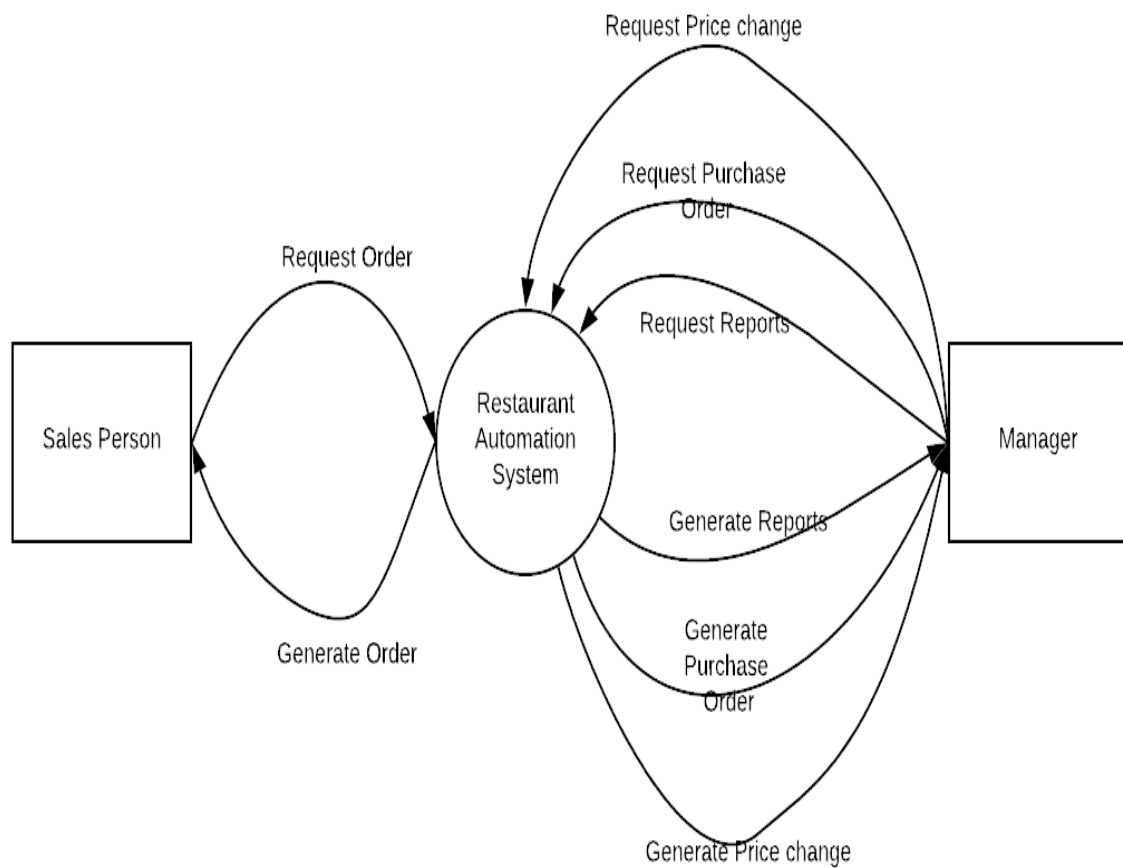 Request Price change
Request Purchase
Order
Request Order
Request Reports
Sales Person
Restaurant
Automation
System
Manager
Generate Reports
Generate Order
Generate
Purchase
Order
Generate Price change